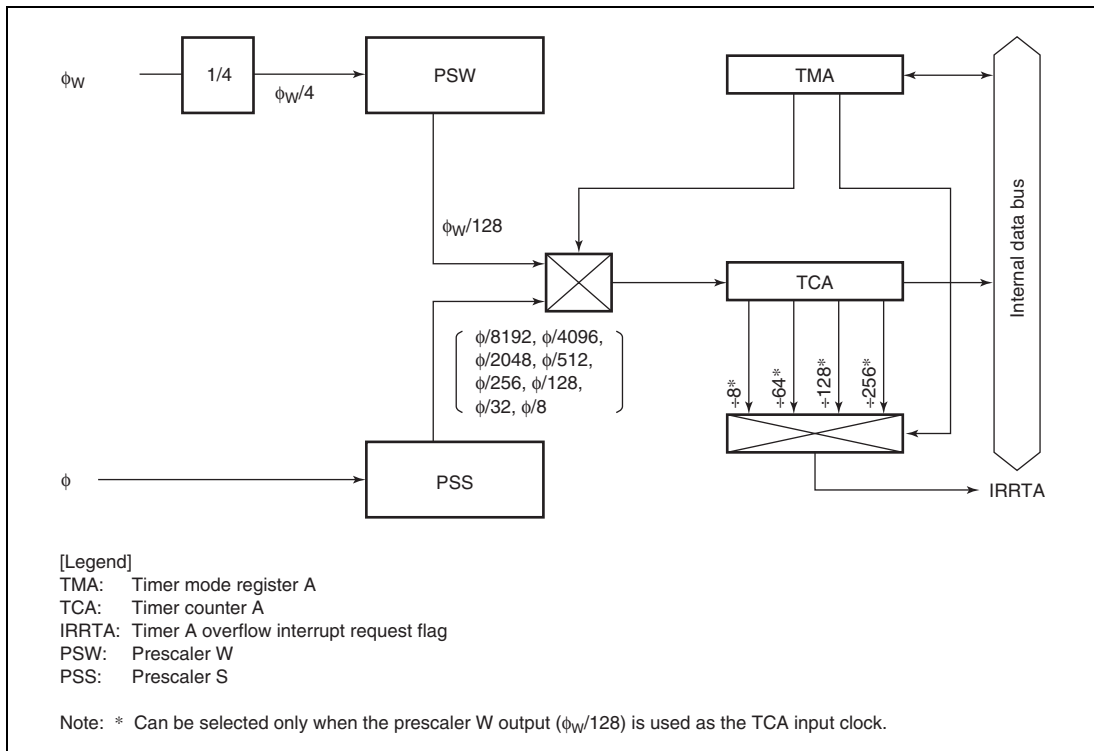 ϕW
1/4
ϕW/4
PSW
TMA
ϕW/128
TCA
Internal data bus
ϕ/8192, ϕ/4096,
ϕ/2048, ϕ/512,
ϕ/256, ϕ/128,
ϕ/32, ϕ/8
÷8*
÷64*
÷128*
÷256*
ϕ
PSS
IRRTA
[Legend]
TMA: Timer mode register A
TCA: Timer counter A
IRRTA: Timer A overflow interrupt request flag
PSW: Prescaler W
PSS: Prescaler S
Note: * Can be selected only when the prescaler W output (ϕW/128) is used as the TCA input clock.